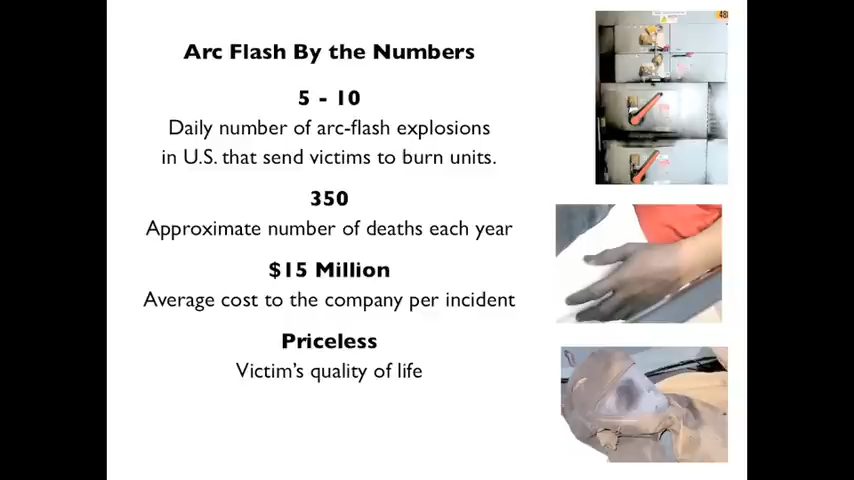 Arc Flash By the Numbers
5 - 10
Daily number of arc-flash explosions
in U.S. that send victims to burn units.
350
Approximate number of deaths each year
$15 Million
Average cost to the company per incident
Priceless
Victim's quality of life